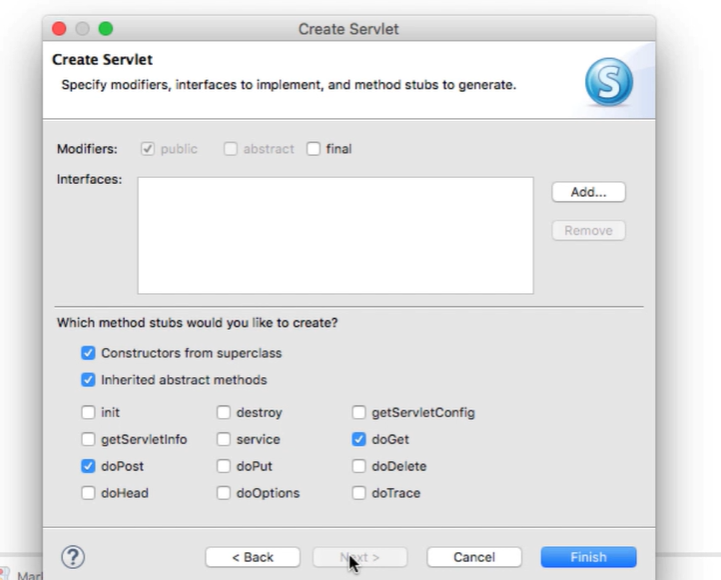 Create Servlet
Create Servlet
Specify modifiers, interfaces to implement, and method stubs to generate.
S
Modifiers: public abstract final
Interfaces:
Add...
Remove
Which method stubs would you like to create?
Constructors from superclass
Inherited abstract methods
init destroy getServletConfig
getServletInfo service doGet
doPost doPut doDelete
doHead doOptions doTrace
? < Back Next > Cancel Finish